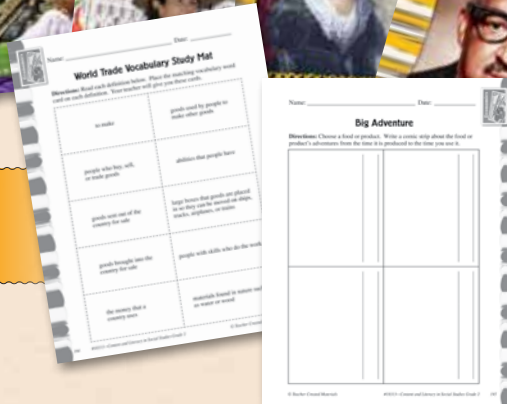 Name: Date:
World Trade Vocabulary Study Mat
Directions: Read each definition below. Place the matching vocabulary word
card on each definition. Your teacher will give you these cards.
to make
goods used by people to
make other goods
people who buy, sell,
or trade goods
abilities that people have
goods sent out of the
country for sale
large boxes that goods are placed
in so they can be moved on ships,
trucks, airplanes, or trains
goods brought into the
country for sale
people with skills who do the work
the money that a
country uses
materials found in nature such
as water or wood
Name: Date:
Big Adventure
Directions: Choose a food or product. Write a comic strip about the food or
product's adventures from the time it is produced to the time you use it.
© Teacher Created Materials